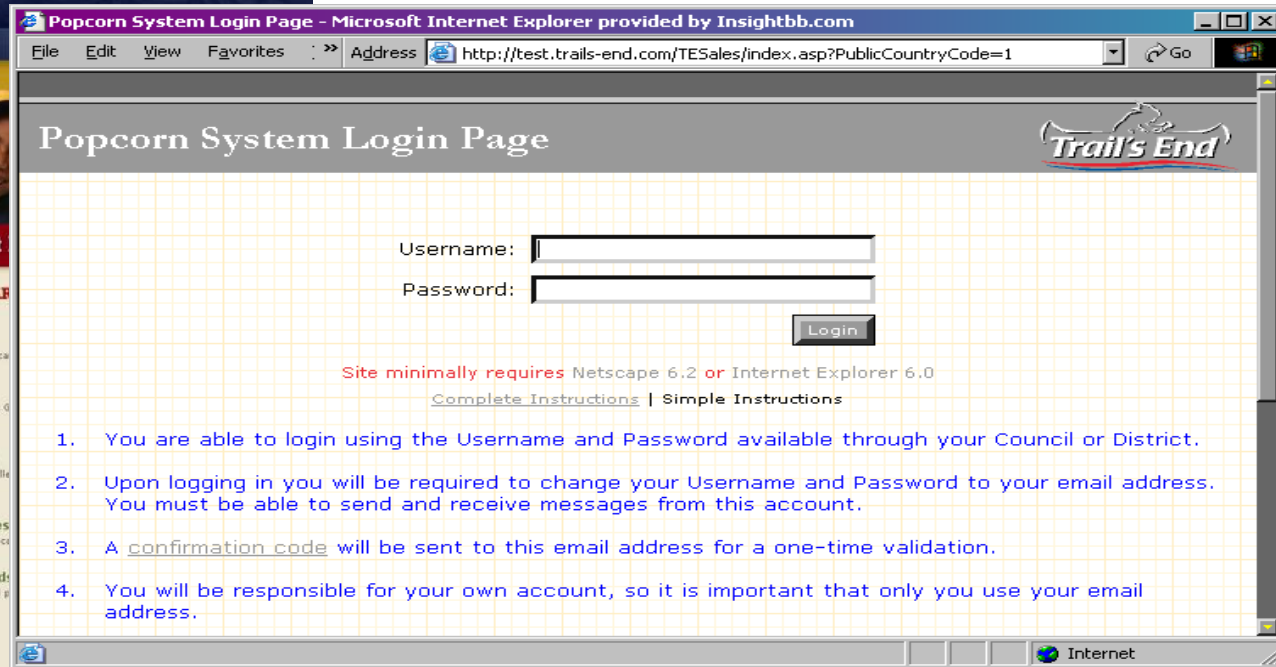 Popcorn System Login Page - Microsoft Internet Explorer provided by Insightbb.com
File Edit View Favorites : » Address http://test.trails-end.com/TESales/index.asp?PublicCountryCode=1 Go
Popcorn System Login Page
Trail's End
Username:
Password:
Login
Site minimally requires Netscape 6.2 or Internet Explorer 6.0
Complete Instructions | Simple Instructions
1. You are able to login using the Username and Password available through your Council or District.
2. Upon logging in you will be required to change your Username and Password to your email address.
You must be able to send and receive messages from this account.
3. A confirmation code will be sent to this email address for a one-time validation.
4. You will be responsible for your own account, so it is important that only you use your email
address.
Internet